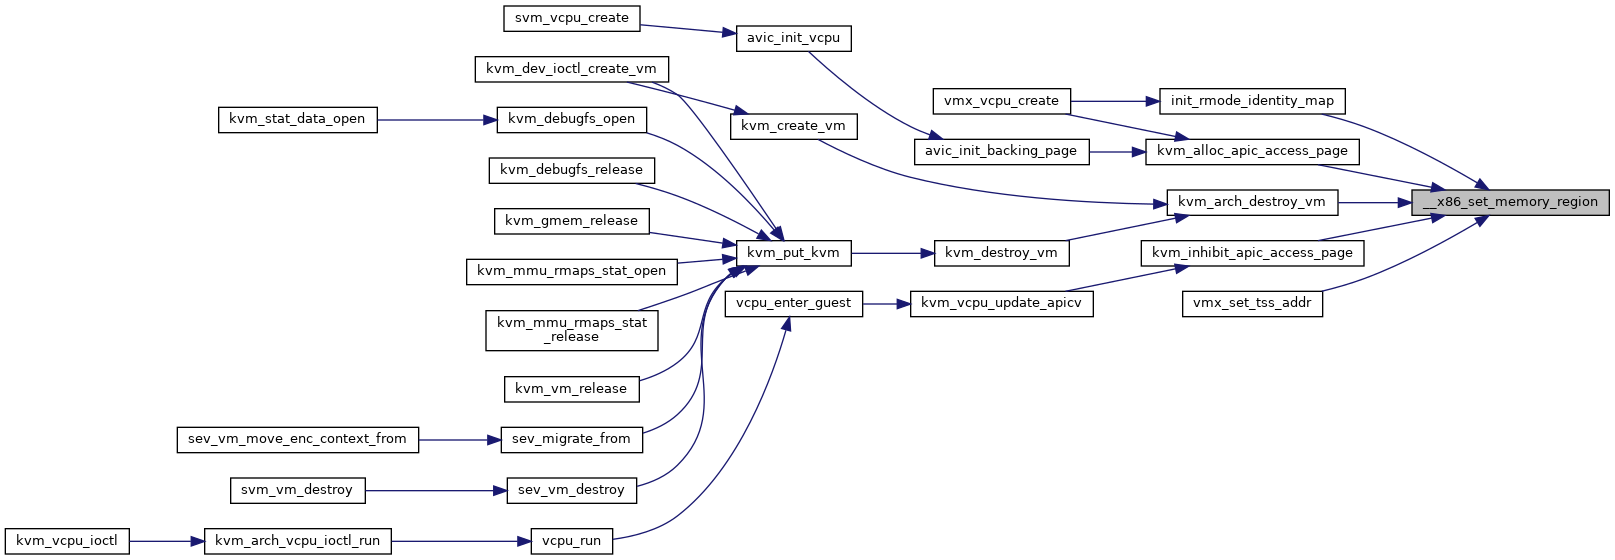 svm_vcpu_create
avic_init_vcpu
kvm_dev_ioctl_create_vm
vmx_vcpu_create
init_rmode_identity_map
kvm_stat_data_open
kvm_debugfs_open
kvm_create_vm
avic_init_backing_page
kvm_alloc_apic_access_page
kvm_debugfs_release
kvm_arch_destroy_vm
__x86_set_memory_region
kvm_gmem_release
kvm_put_kvm
kvm_destroy_vm
kvm_inhibit_apic_access_page
kvm_mmu_rmaps_stat_open
vcpu_enter_guest
kvm_vcpu_update_apicv
vmx_set_tss_addr
kvm_mmu_rmaps_stat
_release
kvm_vm_release
sev_vm_move_enc_context_from
sev_migrate_from
svm_vm_destroy
sev_vm_destroy
kvm_vcpu_ioctl
kvm_arch_vcpu_ioctl_run
vcpu_run